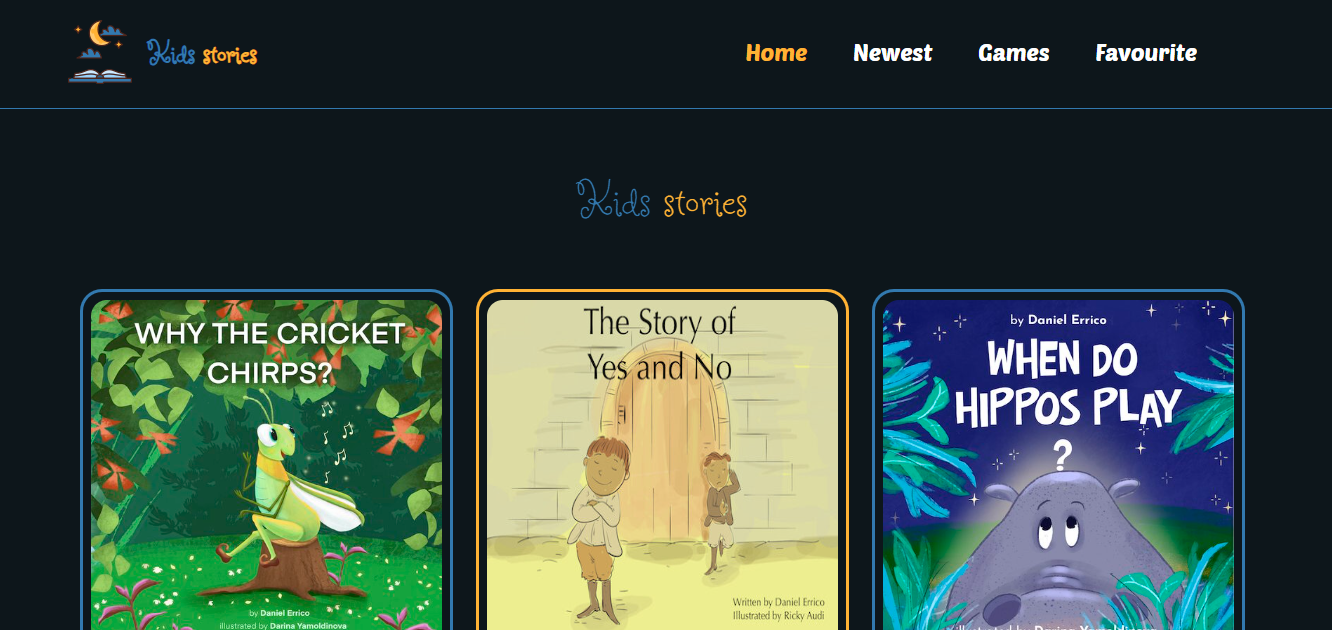 Kids stories
Home Newest Games Favourite
Kids stories
WHY THE CRICKET
CHIRPS?
by Daniel Errico
illustrated by Darina Yamoldinova
The Story of
Yes and No
Written by Daniel Errico
Illustrated by Ricky Audi
by Daniel Errico
WHEN DO
HIPPOS PLAY
?